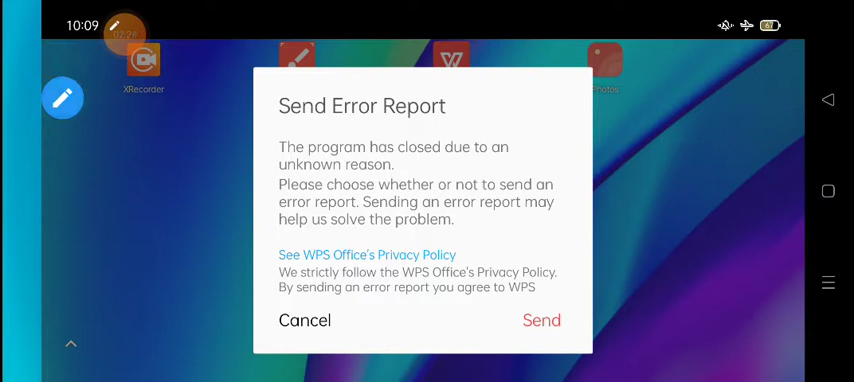 10:09
67
02:28
XRecorder
Photos
Send Error Report
The program has closed due to an
unknown reason.
Please choose whether or not to send an
error report. Sending an error report may
help us solve the problem.
See WPS Office's Privacy Policy
We strictly follow the WPS Office's Privacy Policy.
By sending an error report you agree to WPS
Cancel
Send